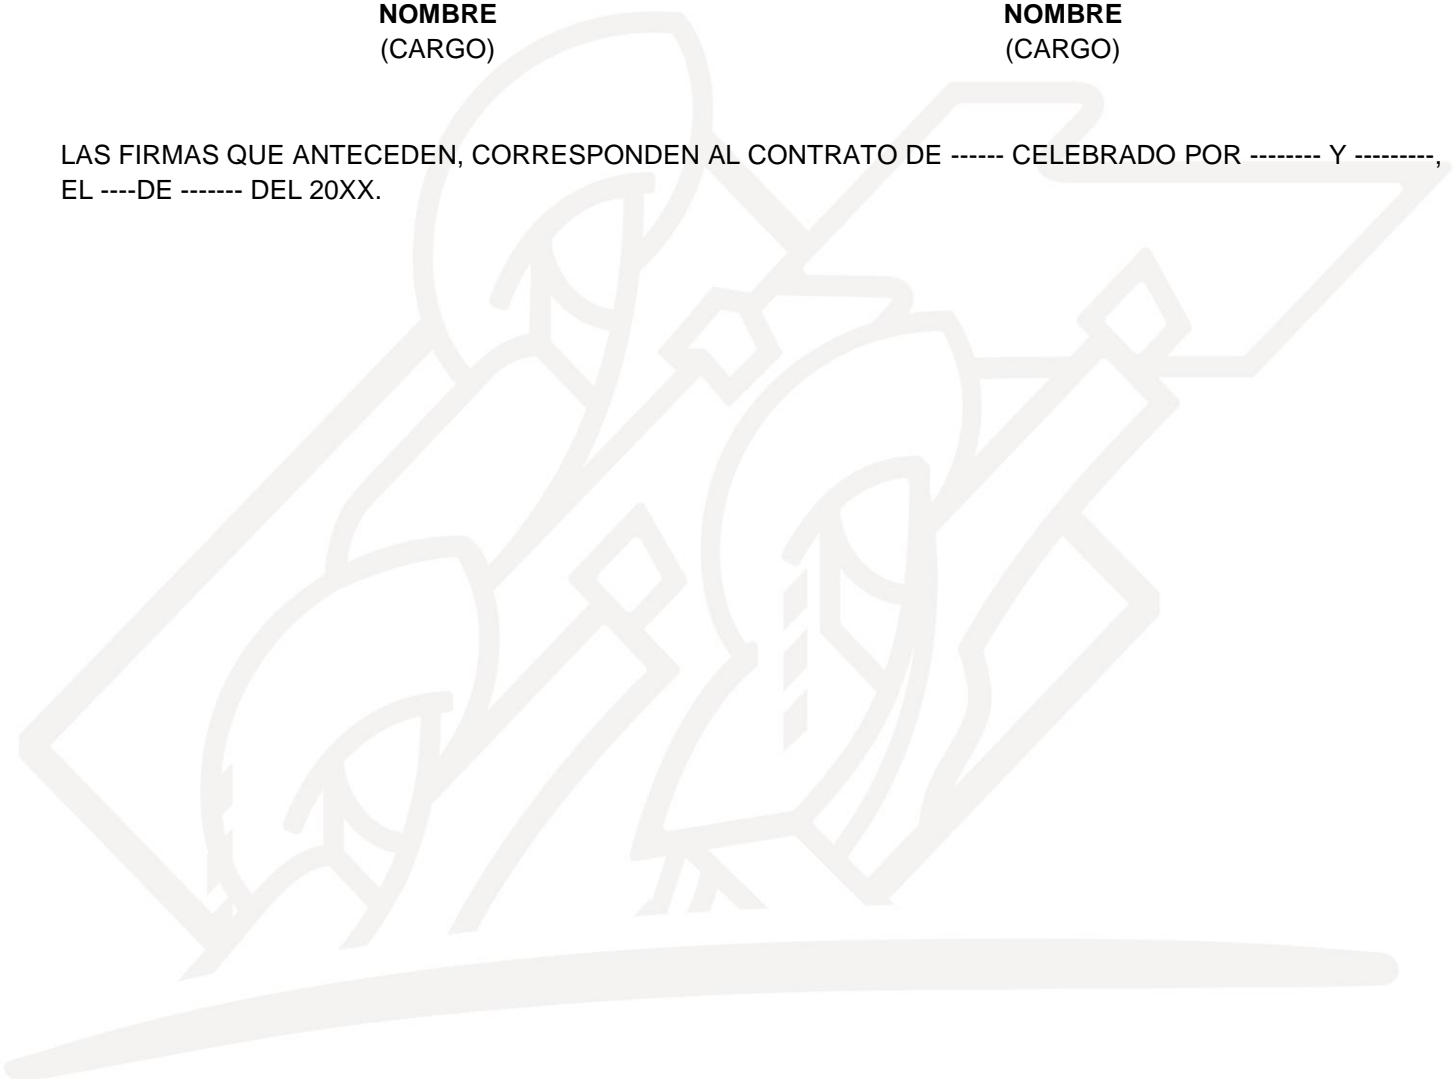 NOMBRE NOMBRE
(CARGO) (CARGO)
LAS FIRMAS QUE ANTECEDEN, CORRESPONDEN AL CONTRATO DE ------ CELEBRADO POR -------- Y ---------,
EL ----DE ------- DEL 20XX.